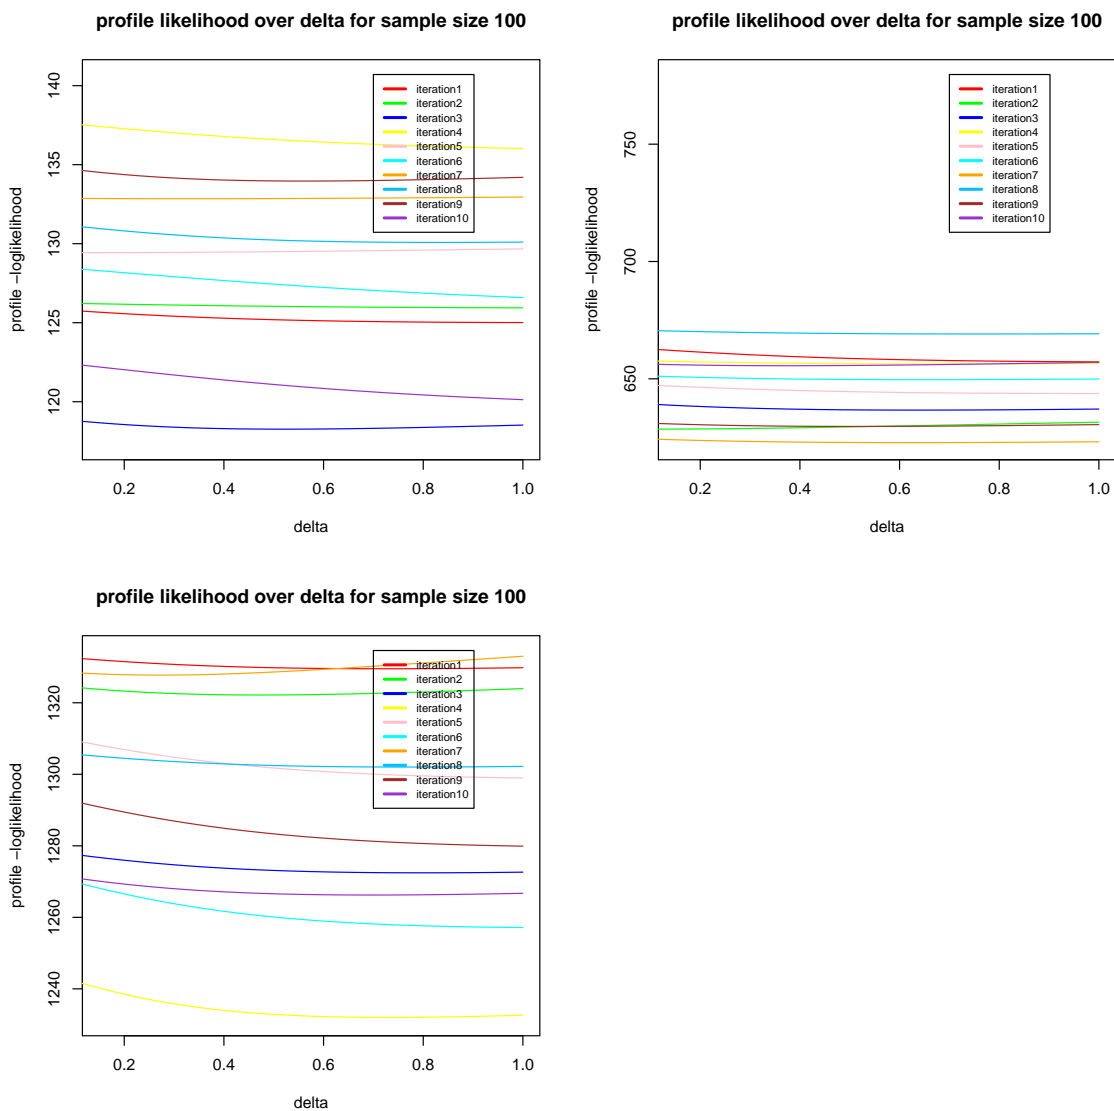 profile likelihood over delta for sample size 100
profile −loglikelihood
140
135
130
125
120
iteration1
iteration2
iteration3
iteration4
iteration5
iteration6
iteration7
iteration8
iteration9
iteration10
0.2 0.4 0.6 0.8 1.0
delta
profile likelihood over delta for sample size 100
profile −loglikelihood
750
700
650
iteration1
iteration2
iteration3
iteration4
iteration5
iteration6
iteration7
iteration8
iteration9
iteration10
0.2 0.4 0.6 0.8 1.0
delta
profile likelihood over delta for sample size 100
profile −loglikelihood
1320
1300
1280
1260
1240
iteration1
iteration2
iteration3
iteration4
iteration5
iteration6
iteration7
iteration8
iteration9
iteration10
0.2 0.4 0.6 0.8 1.0
delta